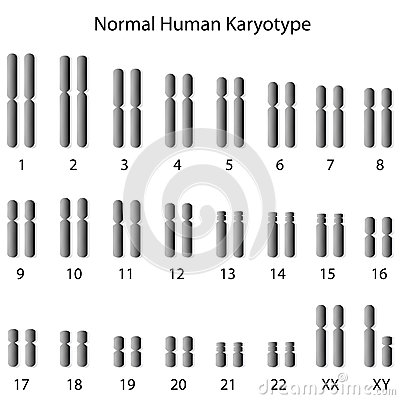 Normal Human Karyotype
1 2 3 4 5 6 7 8
9 10 11 12 13 14 15 16
17 18 19 20 21 22 XX XY
dreamstime